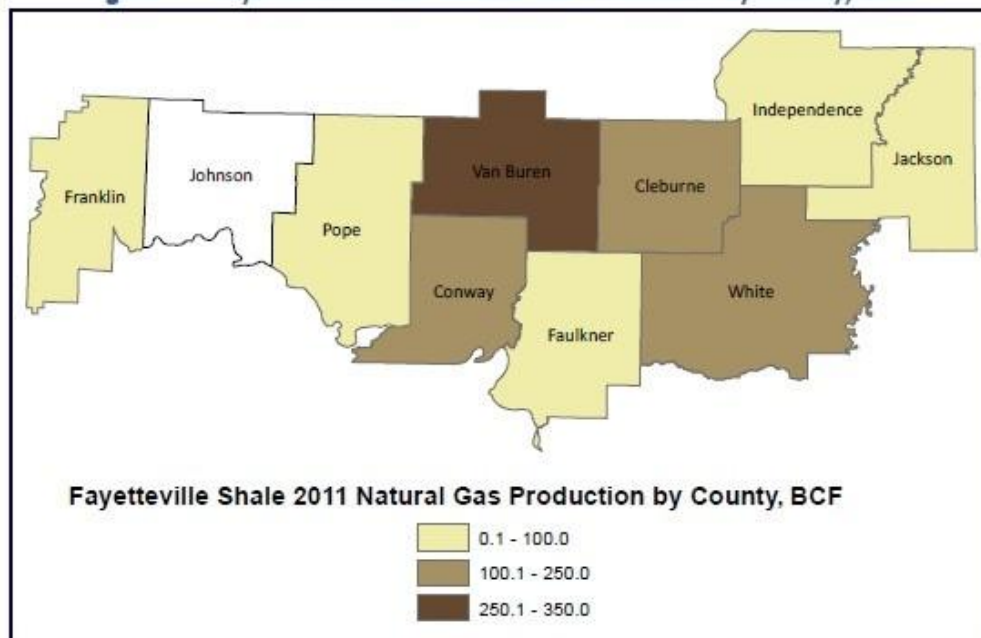 Independence
Jackson
Van Buren
Johnson
Cleburne
Franklin
Pope
Conway
White
Faulkner
Fayetteville Shale 2011 Natural Gas Production by County, BCF
0.1 - 100.0
100.1 - 250.0
250.1 - 350.0